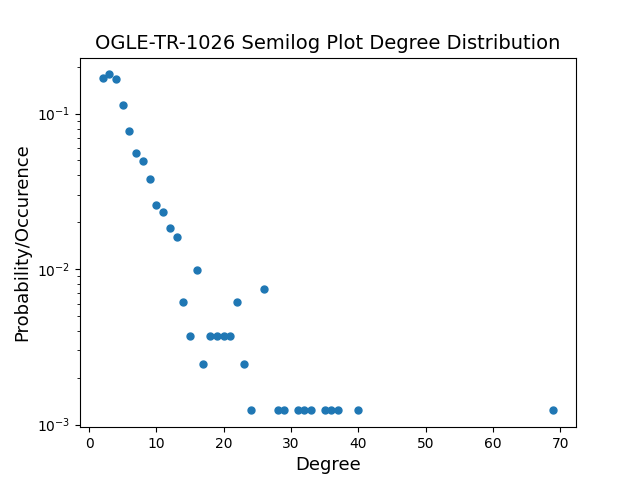 OGLE-TR-1026 Semilog Plot Degree Distribution
Probability/Occurence
10⁻¹
10⁻²
10⁻³
0 10 20 30 40 50 60 70
Degree